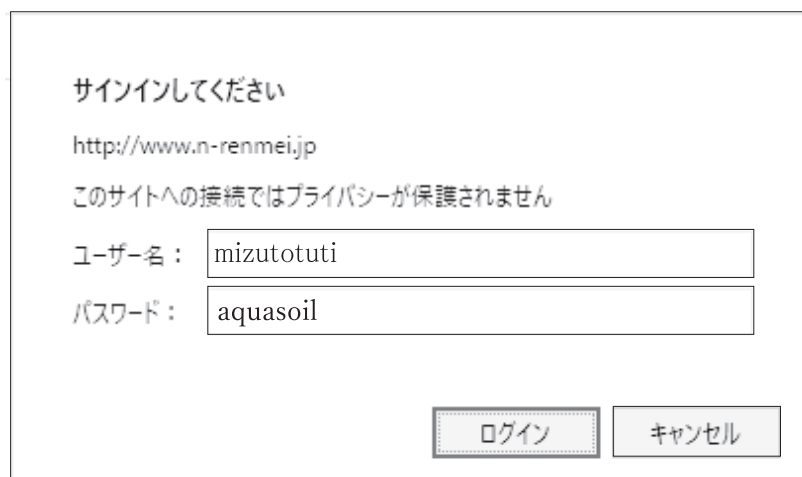 サインインしてください
http://www.n-renmei.jp
このサイトへの接続ではプライバシーが保護されません
ユーザー名： mizutotuti
パスワード： aquasoil
ログイン キャンセル